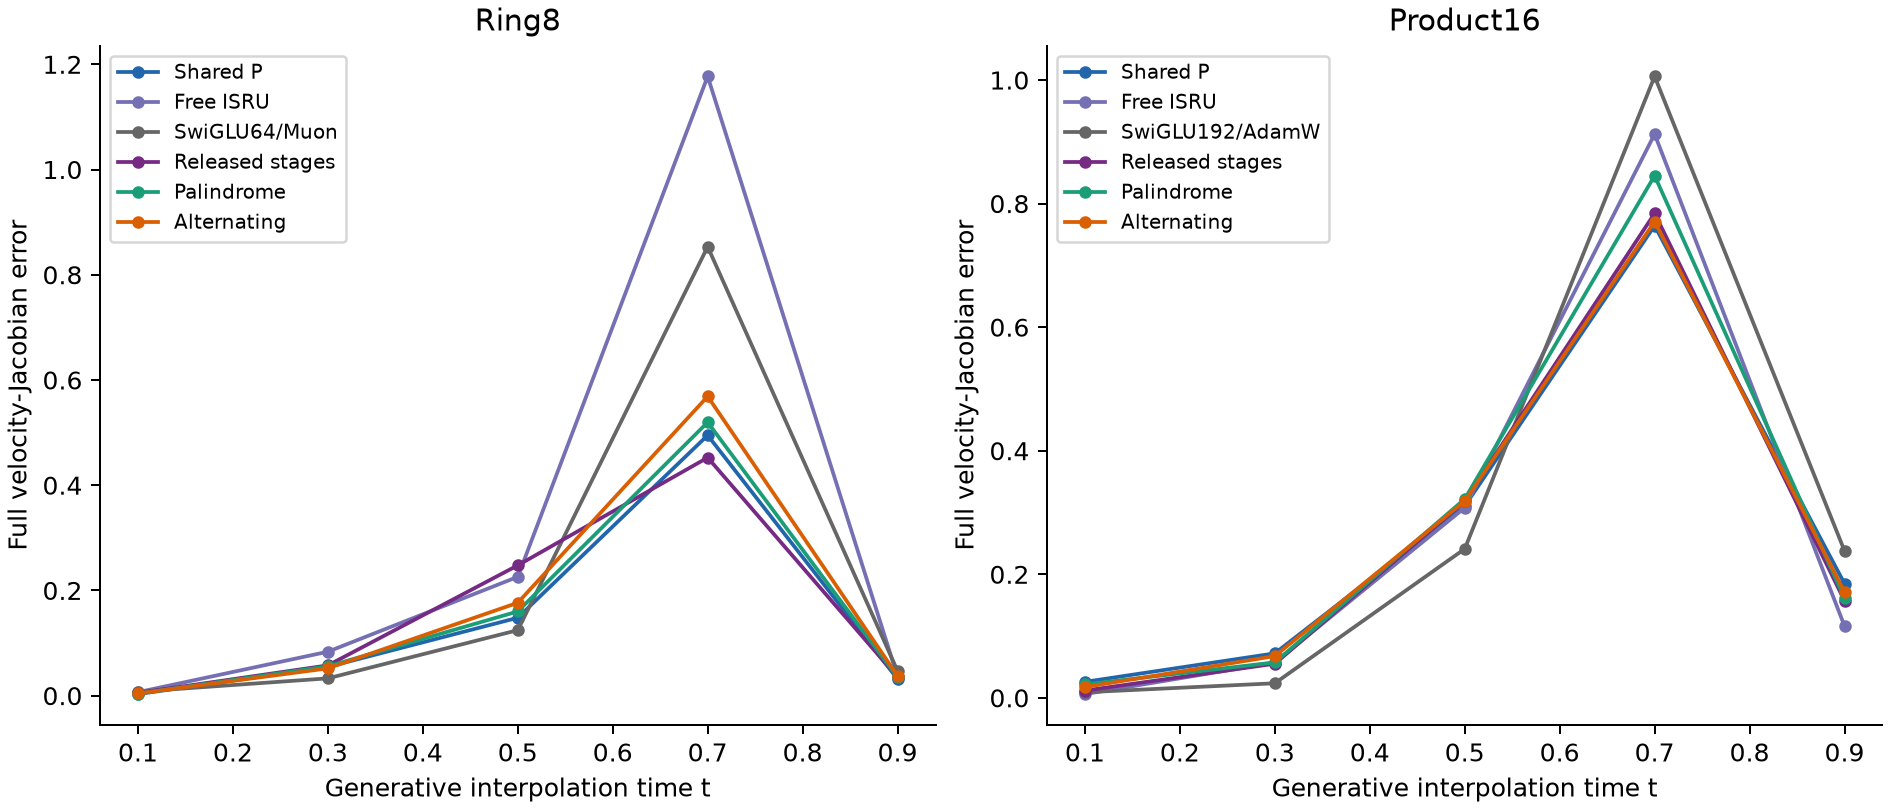 Ring8
Full velocity-Jacobian error
1.2
1.0
0.8
0.6
0.4
0.2
0.0
Shared P
Free ISRU
SwiGLU64/Muon
Released stages
Palindrome
Alternating
0.1 0.2 0.3 0.4 0.5 0.6 0.7 0.8 0.9
Generative interpolation time t
Product16
Full velocity-Jacobian error
1.0
0.8
0.6
0.4
0.2
0.0
Shared P
Free ISRU
SwiGLU192/AdamW
Released stages
Palindrome
Alternating
0.1 0.2 0.3 0.4 0.5 0.6 0.7 0.8 0.9
Generative interpolation time t